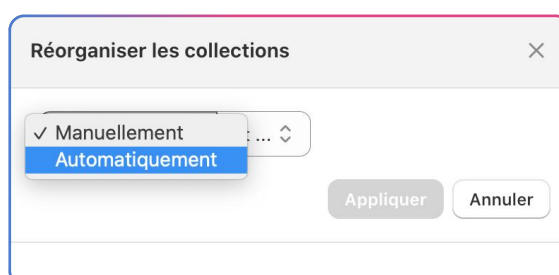 Réorganiser les collections
✓ Manuellement
Automatiquement
...
Appliquer
Annuler